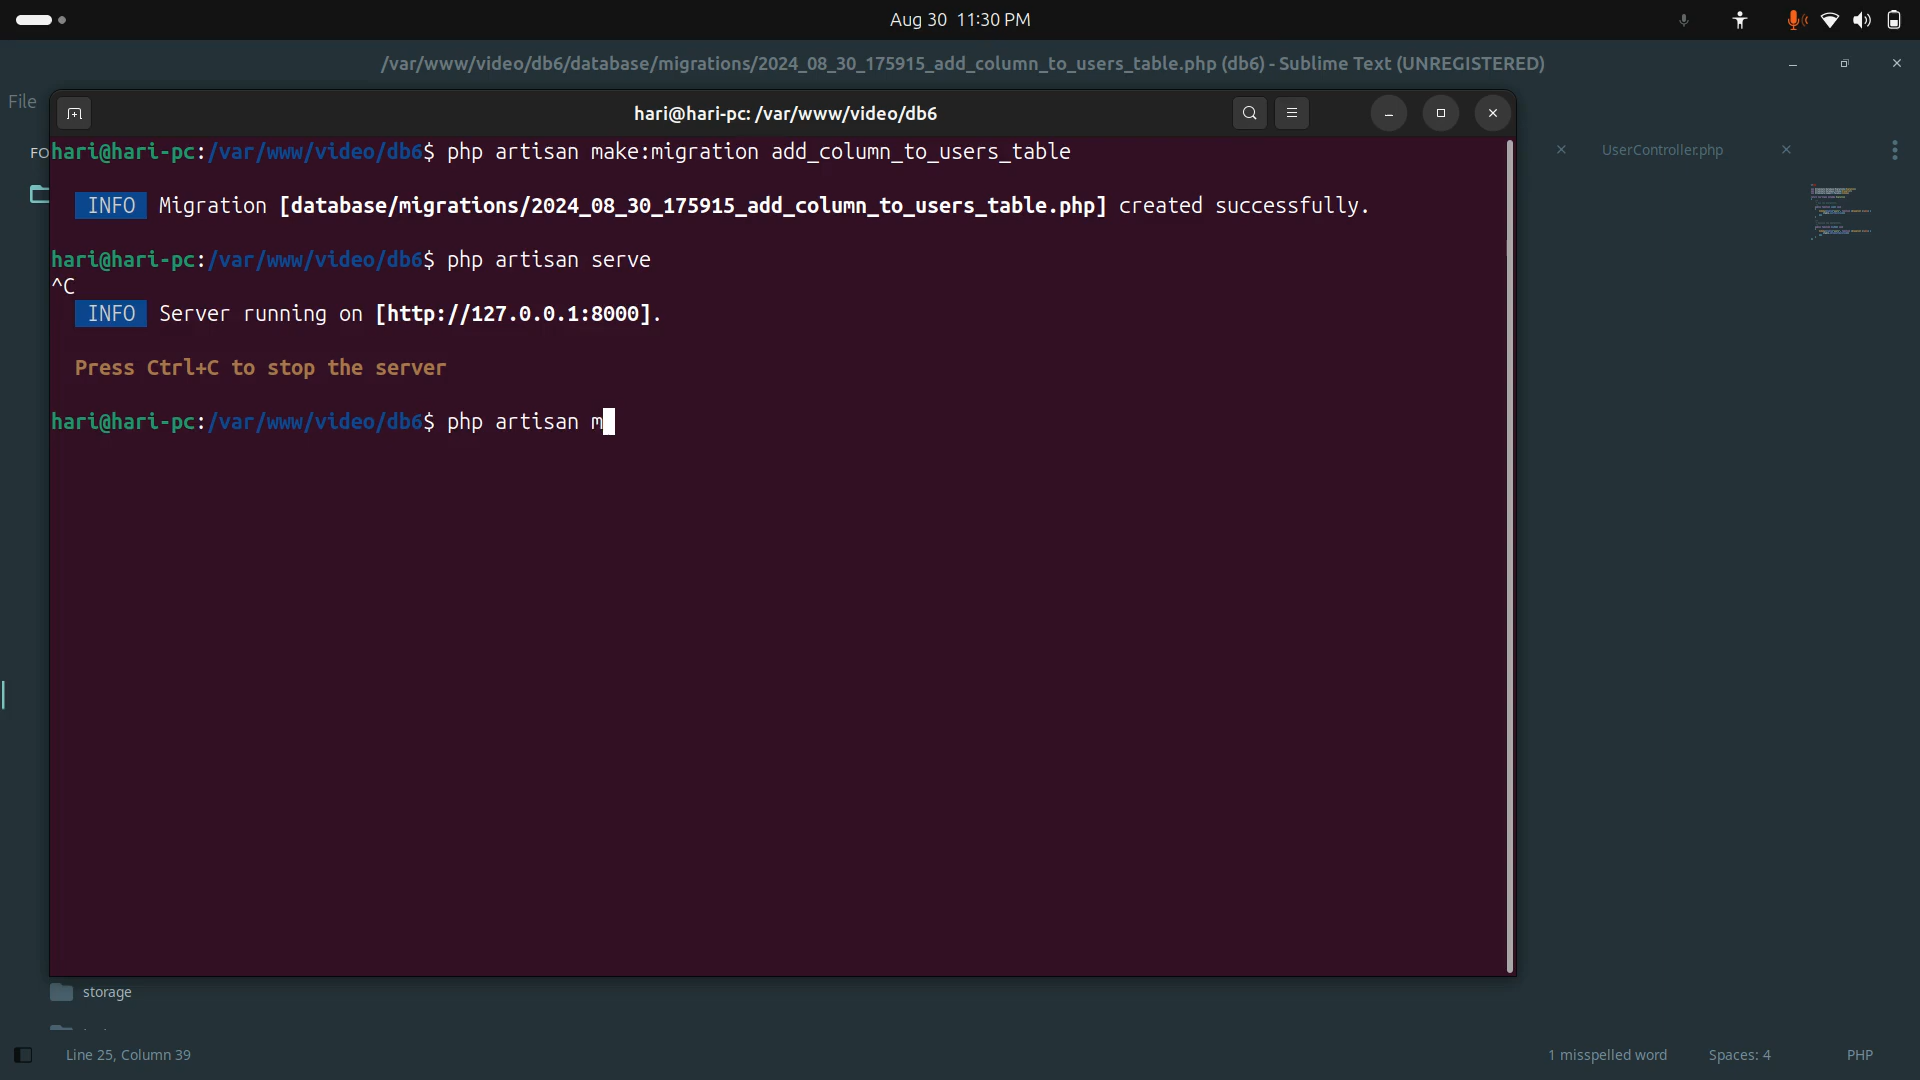 Aug 30 11:30 PM
/var/www/video/db6/database/migrations/2024_08_30_175915_add_column_to_users_table.php (db6) - Sublime Text (UNREGISTERED)
File
hari@hari-pc: /var/www/video/db6
FO
UserController.php
hari@hari-pc:/var/www/video/db6$ php artisan make:migration add_column_to_users_table
INFO Migration [database/migrations/2024_08_30_175915_add_column_to_users_table.php] created successfully.
hari@hari-pc:/var/www/video/db6$ php artisan serve
^C
INFO Server running on [http://127.0.0.1:8000].
Press Ctrl+C to stop the server
hari@hari-pc:/var/www/video/db6$ php artisan m
storage
Line 25, Column 39
1 misspelled word
Spaces: 4
PHP